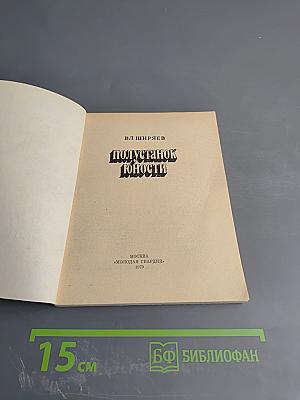 ВЛ. ШИРЯЕВ
ПОЛУСТАНОК
ЮНОСТИ
МОСКВА
«МОЛОДАЯ ГВАРДИЯ»
1979
15 см
БФ БИБЛИОФАН